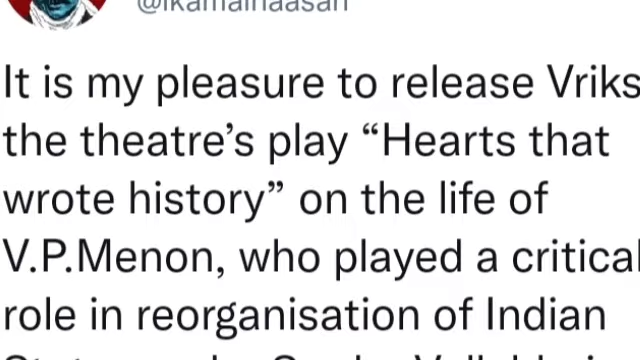 @ikamalhaasan
It is my pleasure to release Vriks
the theatre's play “Hearts that
wrote history” on the life of
V.P.Menon, who played a critical
role in reorganisation of Indian